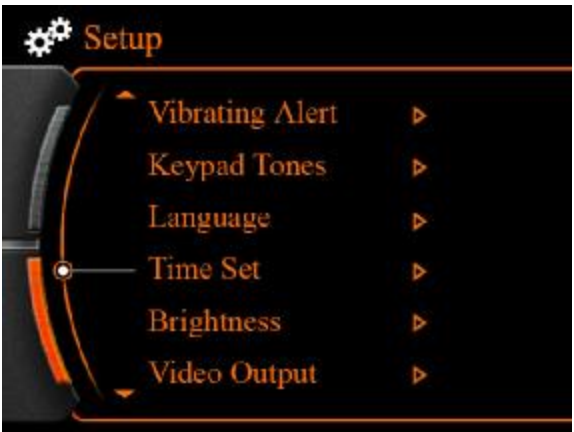 Setup
Vibrating Alert
Keypad Tones
Language
Time Set
Brightness
Video Output